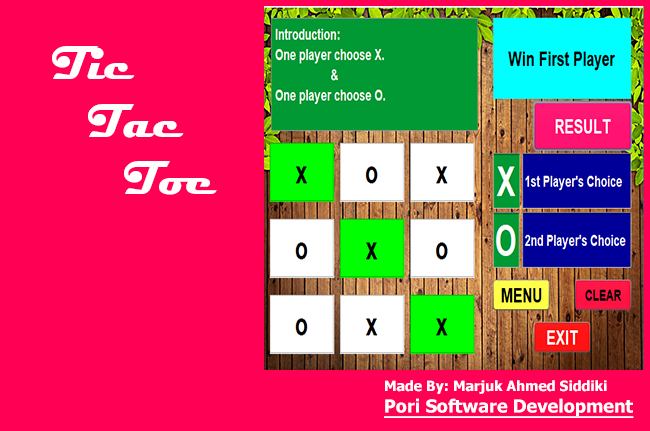 Tic
Tac
Toe
Introduction:
One player choose X.
&
One player choose O.
Win First Player
RESULT
X 1st Player's Choice
O 2nd Player's Choice
MENU CLEAR
EXIT
X O X
O X O
O X X
Made By: Marjuk Ahmed Siddiki
Pori Software Development